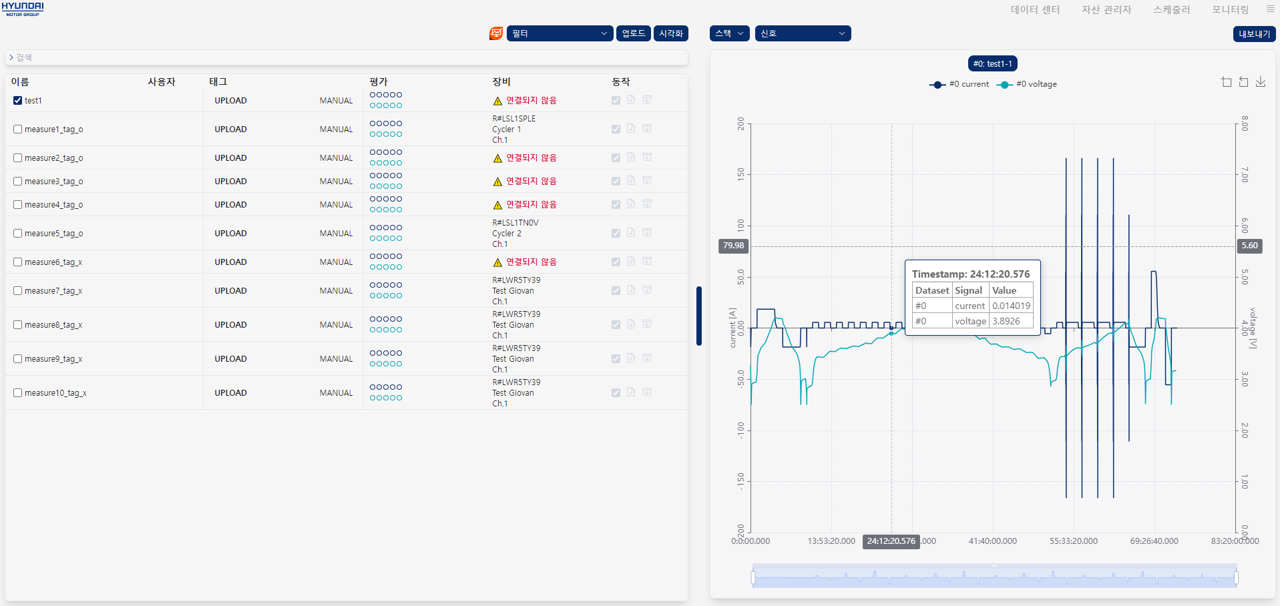 HYUNDAI
MOTOR GROUP
데이터 센터 자산 관리자 스케줄러 모니터링
필터 업로드 시각화
검색
이름 사용자 태그 평가 장비 동작
test1 UPLOAD MANUAL 연결되지 않음
measure1_tag_o UPLOAD MANUAL R#LSL1SPLE
Cycler 1
Ch.1
measure2_tag_o UPLOAD MANUAL 연결되지 않음
measure3_tag_o UPLOAD MANUAL 연결되지 않음
measure4_tag_o UPLOAD MANUAL 연결되지 않음
measure5_tag_o UPLOAD MANUAL R#LSL1TN0V
Cycler 2
Ch.1
measure6_tag_x UPLOAD MANUAL 연결되지 않음
measure7_tag_x UPLOAD MANUAL R#LWR5TY39
Test Giovan
Ch.1
measure8_tag_x UPLOAD MANUAL R#LWR5TY39
Test Giovan
Ch.1
measure9_tag_x UPLOAD MANUAL R#LWR5TY39
Test Giovan
Ch.1
measure10_tag_x UPLOAD MANUAL R#LWR5TY39
Test Giovan
Ch.1
스택 신호 내보내기
#0: test1-1
#0 current #0 voltage
200
150
100
79.98
50.0
0.00
-50.0
-100
-150
-200
current [A]
8.00
7.00
6.00
5.60
5.00
4.00
3.00
2.00
1.00
0.00
voltage [V]
Timestamp: 24:12:20.576
Dataset Signal Value
#0 current 0.014019
#0 voltage 3.8926
0:0:00.000 13:53:20.000 24:12:20.576 .000 41:40:00.000 55:33:20.000 69:26:40.000 83:20:00.000